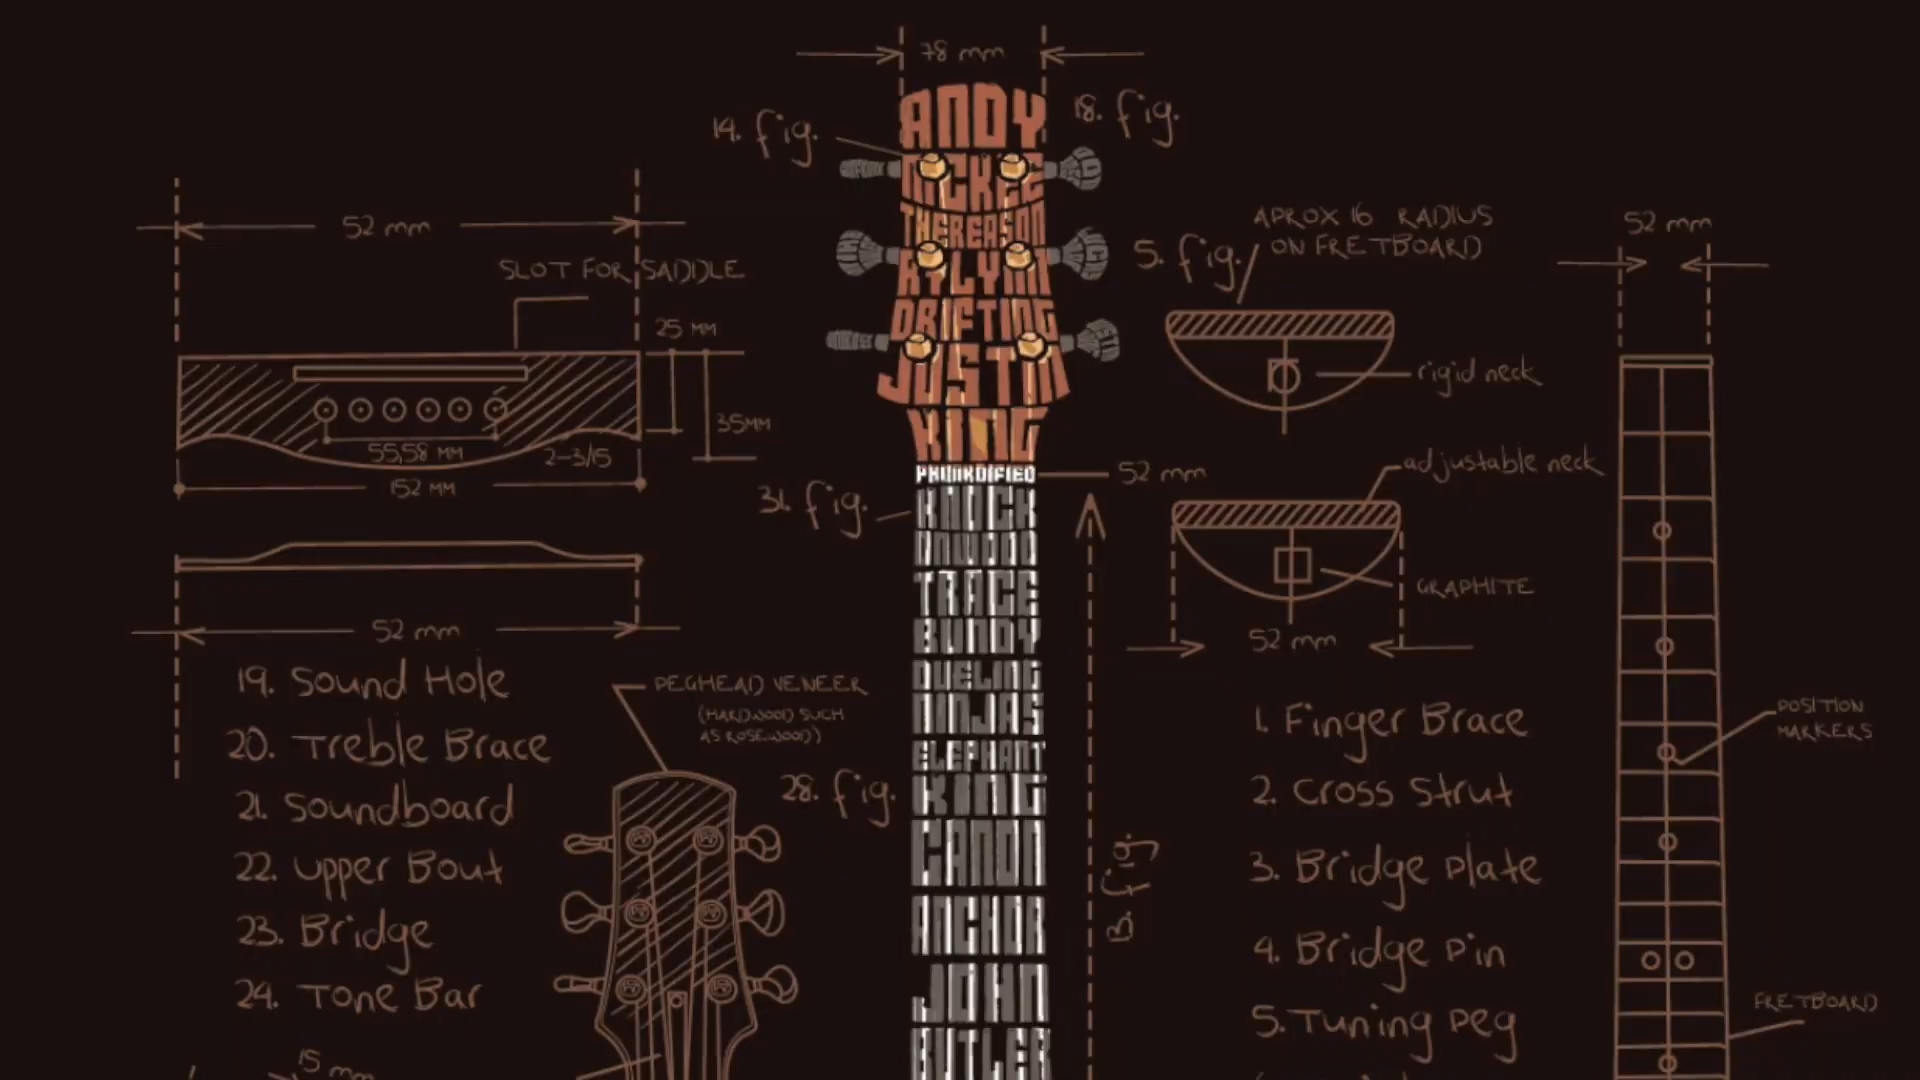 78 mm
14. fig.
18. fig.
ANDY
MCKEE
THEREASON
KTLYNN
DRIFTING
JUSTIN
KING
KNOCK
ONWOOD
TRACE
BUNDY
DUELING
NINJAS
ELEPHANT
KING
CANON
ANCHOR
JOHN
BUTLER
52 mm
SLOT FOR SADDLE
25 MM
35MM
55,58 MM
2-3/15
152 MM
31. fig.
52 mm
5. fig.
APROX 16 RADIUS
ON FRETBOARD
rigid neck
adjustable neck
GRAPHITE
52 mm
52 mm
52 mm
19. Sound Hole
20. Treble Brace
21. Soundboard
22. upper Bout
23. Bridge
24. Tone Bar
15 mm
PEGHEAD VENEER
(HARDWOOD SUCH
AS ROSEWOOD)
28. fig.
B. fig.
1. Finger Brace
2. Cross Strut
3. Bridge plate
4. Bridge pin
5. Tuning peg
POSITION
MARKERS
FRETBOARD